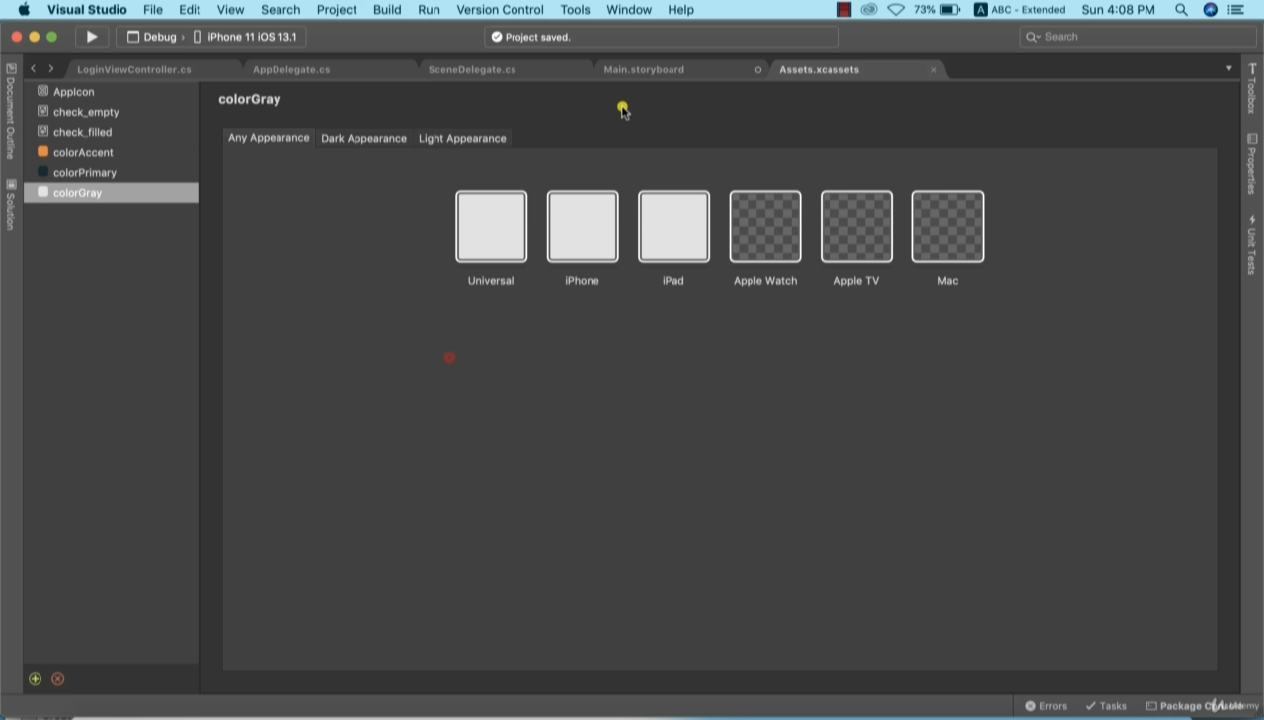 Visual Studio File Edit View Search Project Build Run Version Control Tools Window Help 73% A ABC - Extended Sun 4:08 PM
Debug › iPhone 11 iOS 13.1 Project saved. Search
LoginViewController.cs AppDelegate.cs SceneDelegate.cs Main.storyboard Assets.xcassets
Document Outline
Solution
AppIcon
check_empty
check_filled
colorAccent
colorPrimary
colorGray
colorGray
Any Appearance Dark Appearance Light Appearance
Universal iPhone iPad Apple Watch Apple TV Mac
Toolbox
Properties
Unit Tests
Errors Tasks Package